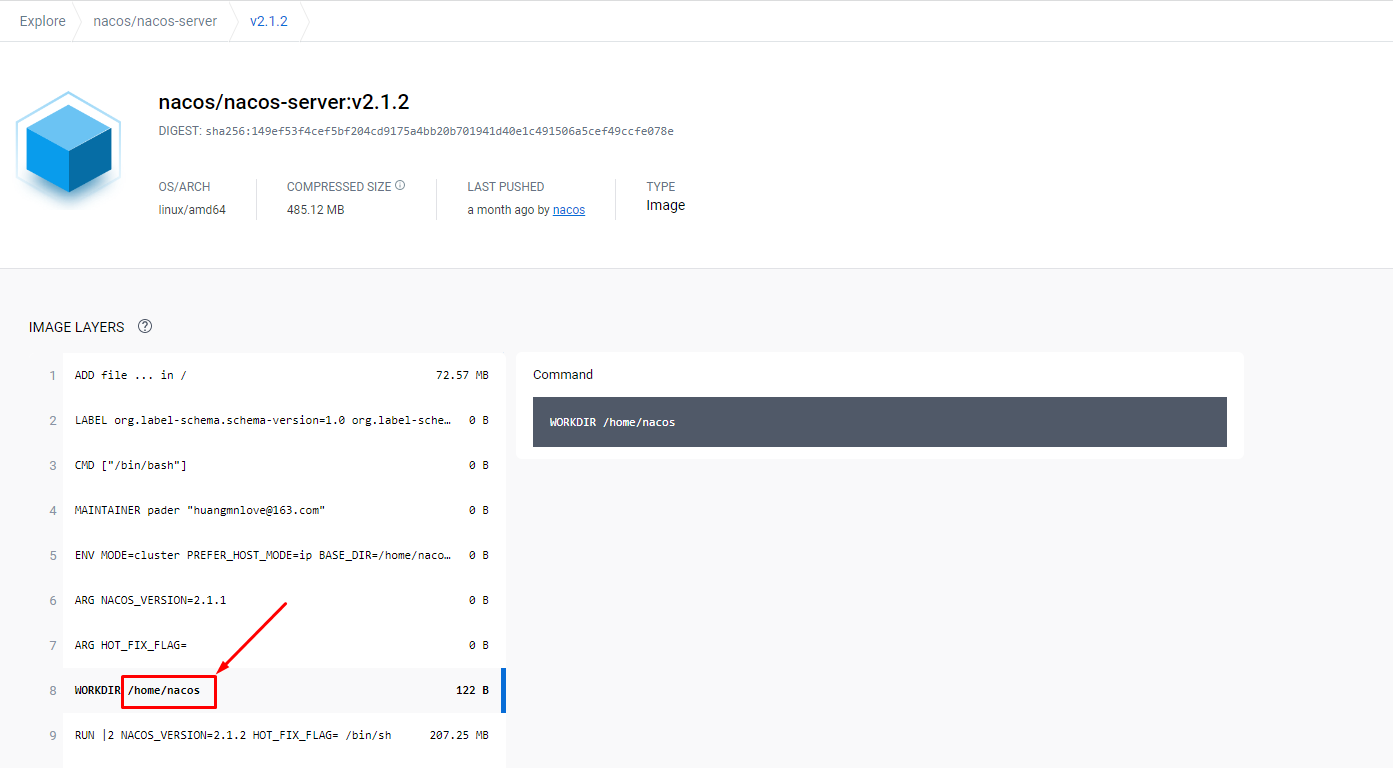 Explore nacos/nacos-server v2.1.2
nacos/nacos-server:v2.1.2
DIGEST: sha256:149ef53f4cef5bf204cd9175a4bb20b701941d40e1c491506a5cef49ccfe078e
OS/ARCH COMPRESSED SIZE LAST PUSHED TYPE
linux/amd64 485.12 MB a month ago by nacos Image
IMAGE LAYERS ?
1 ADD file ... in / 72.57 MB
2 LABEL org.label-schema.schema-version=1.0 org.label-sche… 0 B
3 CMD ["/bin/bash"] 0 B
4 MAINTAINER pader "huangmnlove@163.com" 0 B
5 ENV MODE=cluster PREFER_HOST_MODE=ip BASE_DIR=/home/naco… 0 B
6 ARG NACOS_VERSION=2.1.1 0 B
7 ARG HOT_FIX_FLAG= 0 B
8 WORKDIR /home/nacos 122 B
9 RUN |2 NACOS_VERSION=2.1.2 HOT_FIX_FLAG= /bin/sh 207.25 MB
Command
WORKDIR /home/nacos